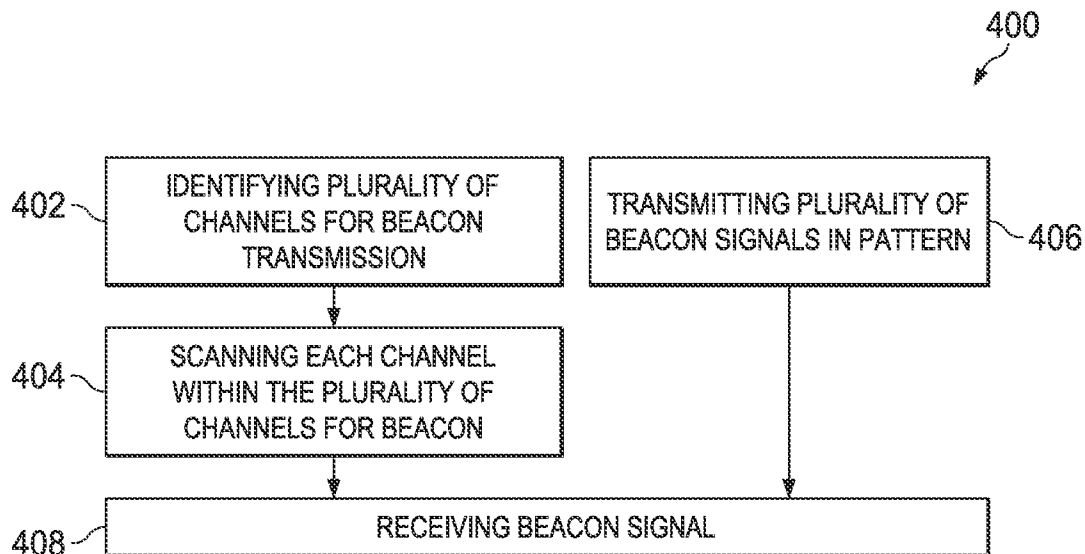 400
402
IDENTIFYING PLURALITY OF
CHANNELS FOR BEACON
TRANSMISSION
TRANSMITTING PLURALITY OF
BEACON SIGNALS IN PATTERN
406
404
SCANNING EACH CHANNEL
WITHIN THE PLURALITY OF
CHANNELS FOR BEACON
408
RECEIVING BEACON SIGNAL